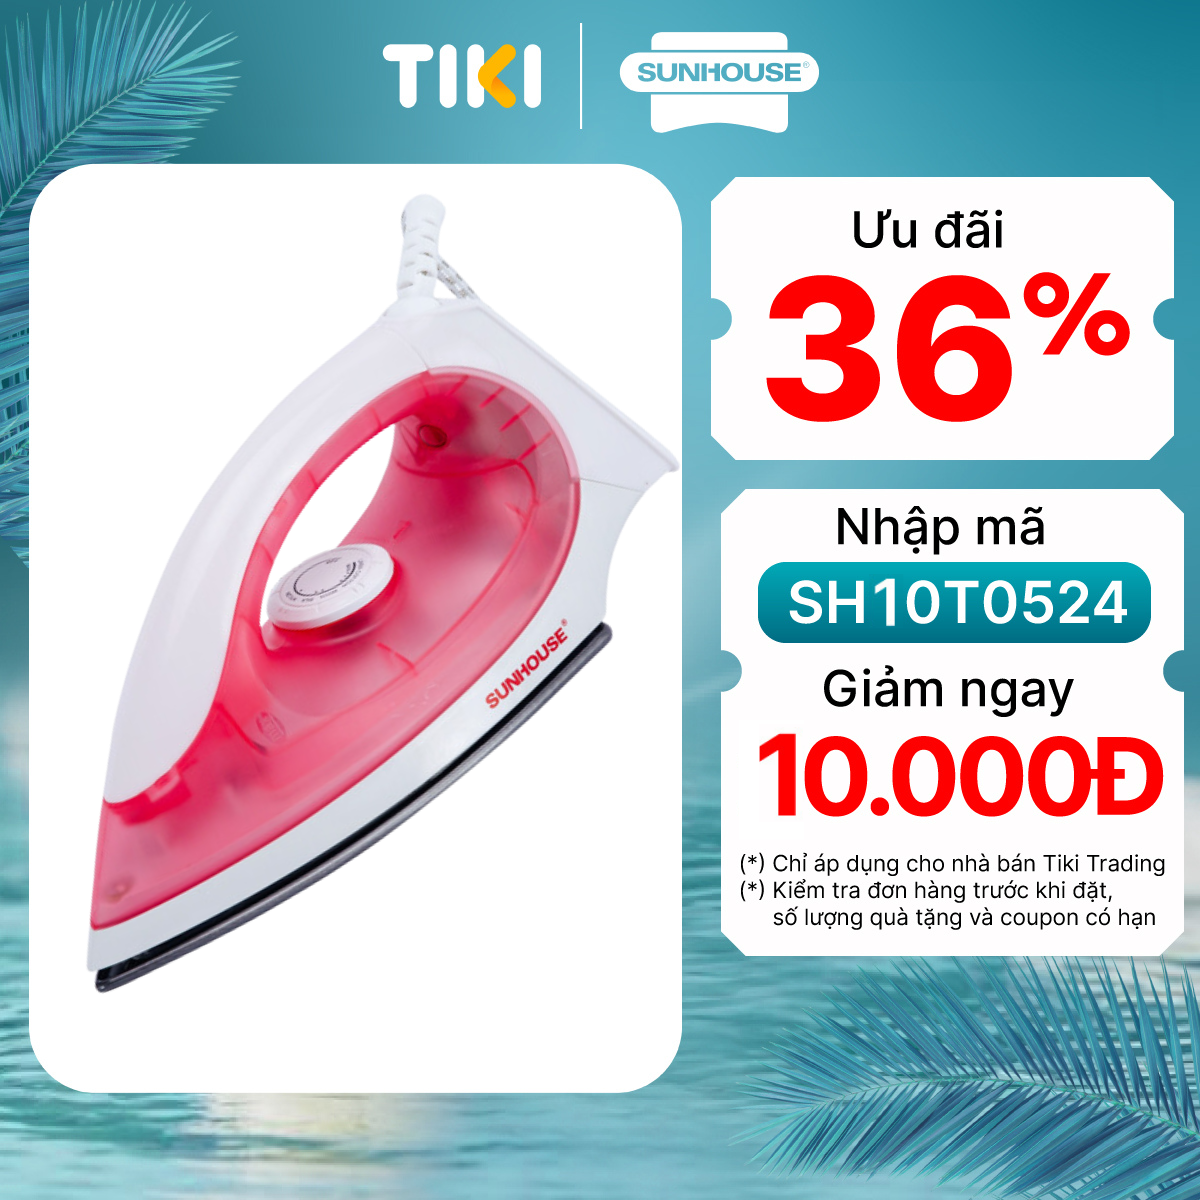 TIKI
SUNHOUSE®
Ưu đãi
36%
Nhập mã
SH10T0524
Giảm ngay
10.000Đ
(*) Chỉ áp dụng cho nhà bán Tiki Trading
(*) Kiểm tra đơn hàng trước khi đặt,
số lượng quà tặng và coupon có hạn
SUNHOUSE®